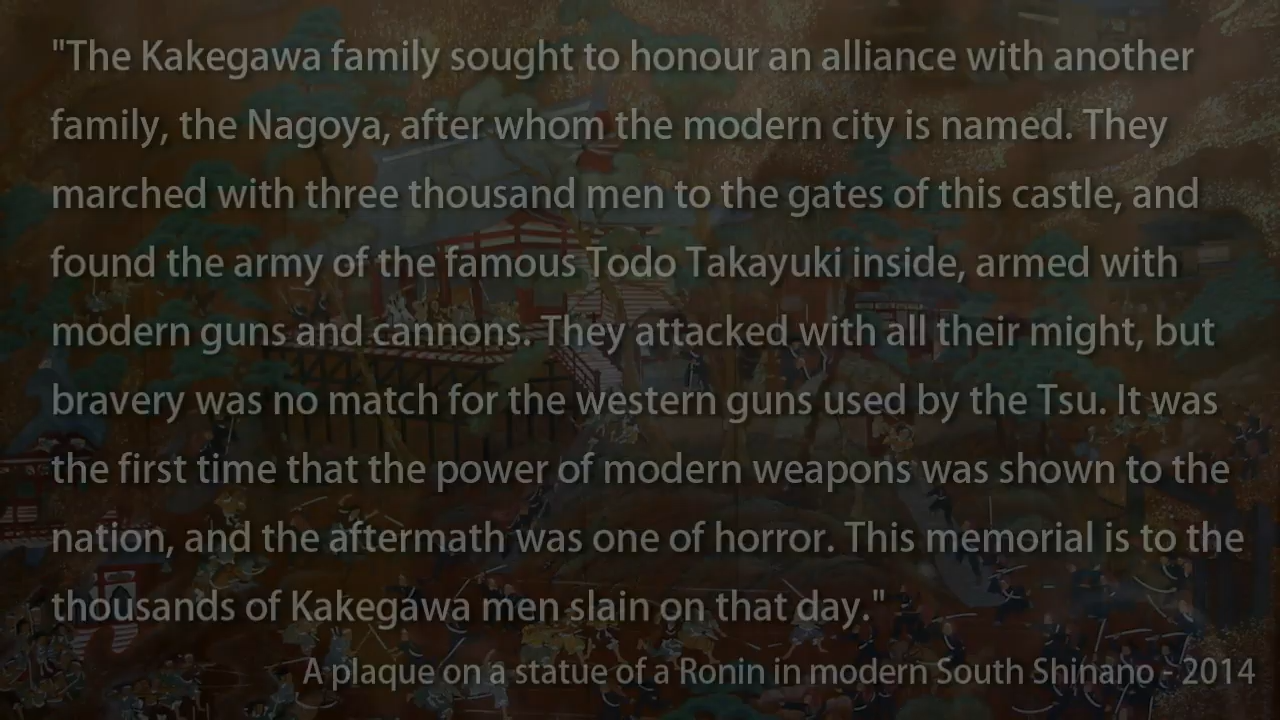 "The Kakegawa family sought to honour an alliance with another
family, the Nagoya, after whom the modern city is named. They
marched with three thousand men to the gates of this castle, and
found the army of the famous Todo Takayuki inside, armed with
modern guns and cannons. They attacked with all their might, but
bravery was no match for the western guns used by the Tsu. It was
the first time that the power of modern weapons was shown to the
nation, and the aftermath was one of horror. This memorial is to the
thousands of Kakegawa men slain on that day."
A plaque on a statue of a Ronin in modern South Shinano - 2014